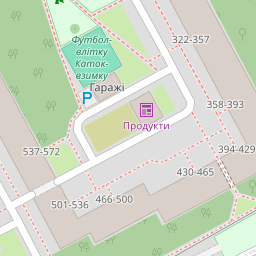 Футбол-
влітку
Каток-
взимку
322-357
Гаражі
P
358-393
Продукти
537-572
394-429
430-465
466-500
501-536